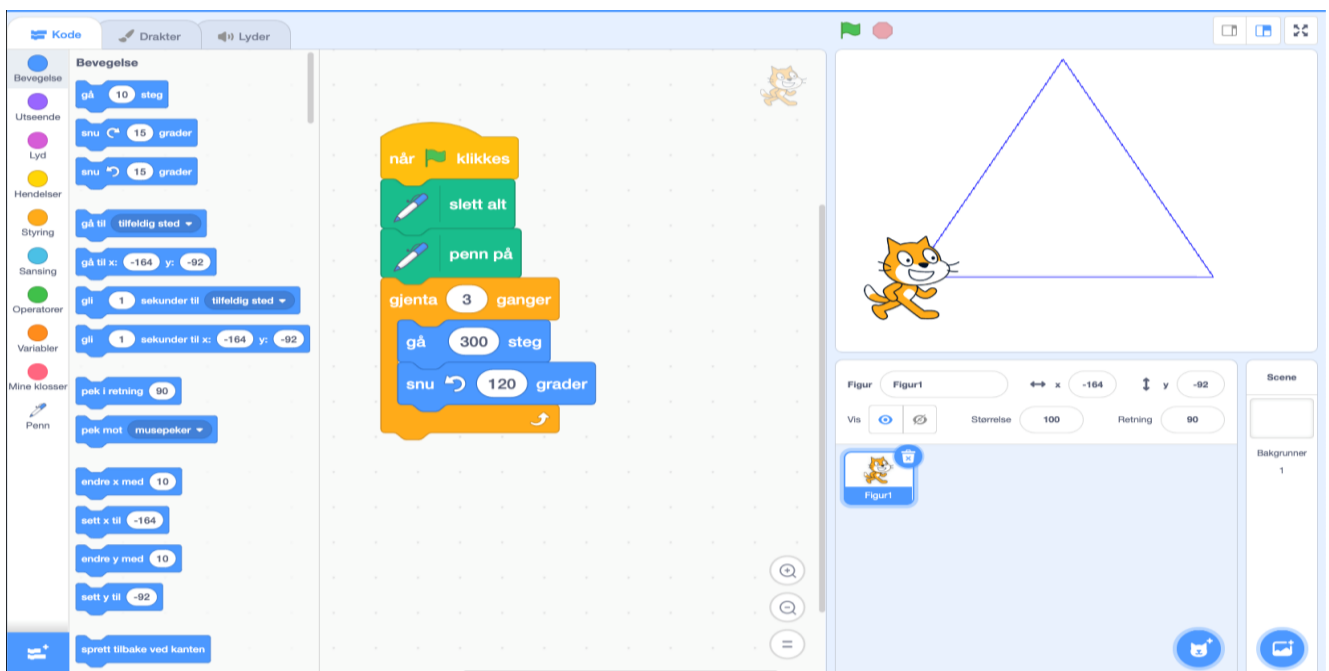 Kode
Drakter
Lyder
Bevegelse
Utseende
Lyd
Hendelser
Styring
Sansing
Operatorer
Variabler
Mine klosser
Penn
Bevegelse
gå 10 steg
snu 15 grader
snu 15 grader
gå til tilfeldig sted
gå til x: -164 y: -92
gli 1 sekunder til tilfeldig sted
gli 1 sekunder til x: -164 y: -92
pek i retning 90
pek mot musepeker
endre x med 10
sett x til -164
endre y med 10
sett y til -92
sprett tilbake ved kanten
når klikkes
slett alt
penn på
gjenta 3 ganger
gå 300 steg
snu 120 grader
Figur Figur1 x -164 y -92
Vis Størrelse 100 Retning 90
Figur1
Scene
Bakgrunner
1